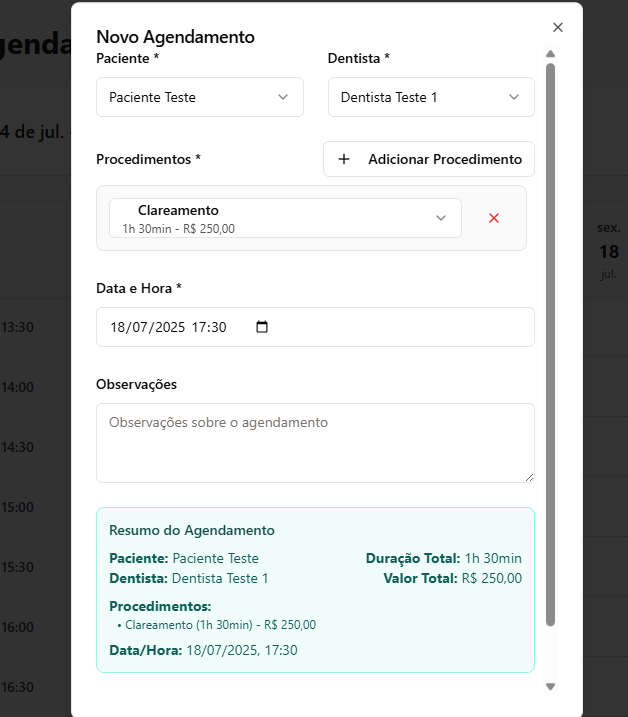 Novo Agendamento
Paciente * Dentista *
Paciente Teste Dentista Teste 1
Procedimentos * + Adicionar Procedimento
Clareamento
1h 30min - R$ 250,00
Data e Hora *
18/07/2025 17:30
Observações
Observações sobre o agendamento
Resumo do Agendamento
Paciente: Paciente Teste Duração Total: 1h 30min
Dentista: Dentista Teste 1 Valor Total: R$ 250,00
Procedimentos:
• Clareamento (1h 30min) - R$ 250,00
Data/Hora: 18/07/2025, 17:30
genda
4 de jul. -
sex.
18
jul.
13:30
14:00
14:30
15:00
15:30
16:00
16:30